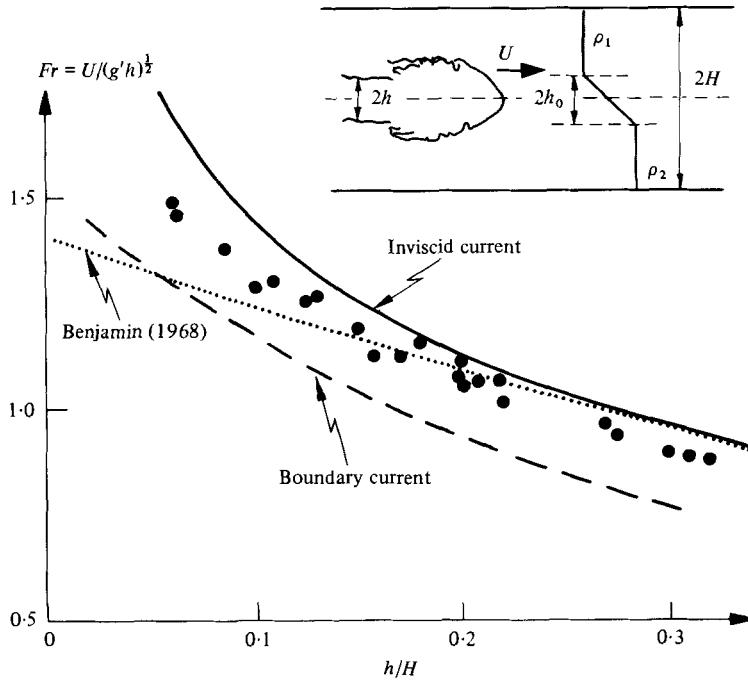 Fr = U/(g′h)^½
U
ρ₁
2h
2h₀
2H
ρ₂
1·5
Inviscid current
Benjamin (1968)
1·0
Boundary current
0·5
0
0·1
0·2
0·3
h/H